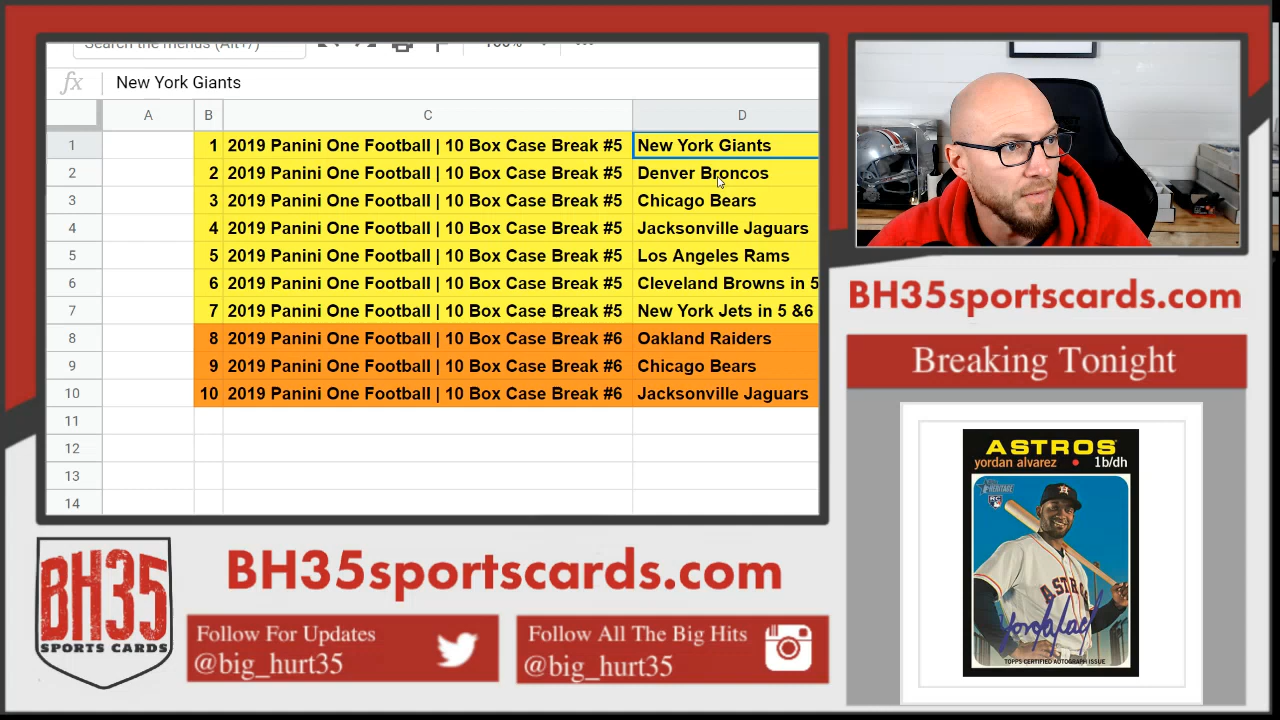 Search the menus (Alt+/)
100%
fx New York Giants
A B C D
1 1 2019 Panini One Football | 10 Box Case Break #5 New York Giants
2 2 2019 Panini One Football | 10 Box Case Break #5 Denver Broncos
3 3 2019 Panini One Football | 10 Box Case Break #5 Chicago Bears
4 4 2019 Panini One Football | 10 Box Case Break #5 Jacksonville Jaguars
5 5 2019 Panini One Football | 10 Box Case Break #5 Los Angeles Rams
6 6 2019 Panini One Football | 10 Box Case Break #5 Cleveland Browns in 5
7 7 2019 Panini One Football | 10 Box Case Break #5 New York Jets in 5 &6
8 8 2019 Panini One Football | 10 Box Case Break #6 Oakland Raiders
9 9 2019 Panini One Football | 10 Box Case Break #6 Chicago Bears
10 10 2019 Panini One Football | 10 Box Case Break #6 Jacksonville Jaguars
11
12
13
14
BH35sportscards.com
Breaking Tonight
ASTROS
yordan alvarez • 1b/dh
HERITAGE
RC
ASTROS
TOPPS CERTIFIED AUTOGRAPH ISSUE
BH35
SPORTS CARDS
BH35sportscards.com
Follow For Updates
@big_hurt35
Follow All The Big Hits
@big_hurt35